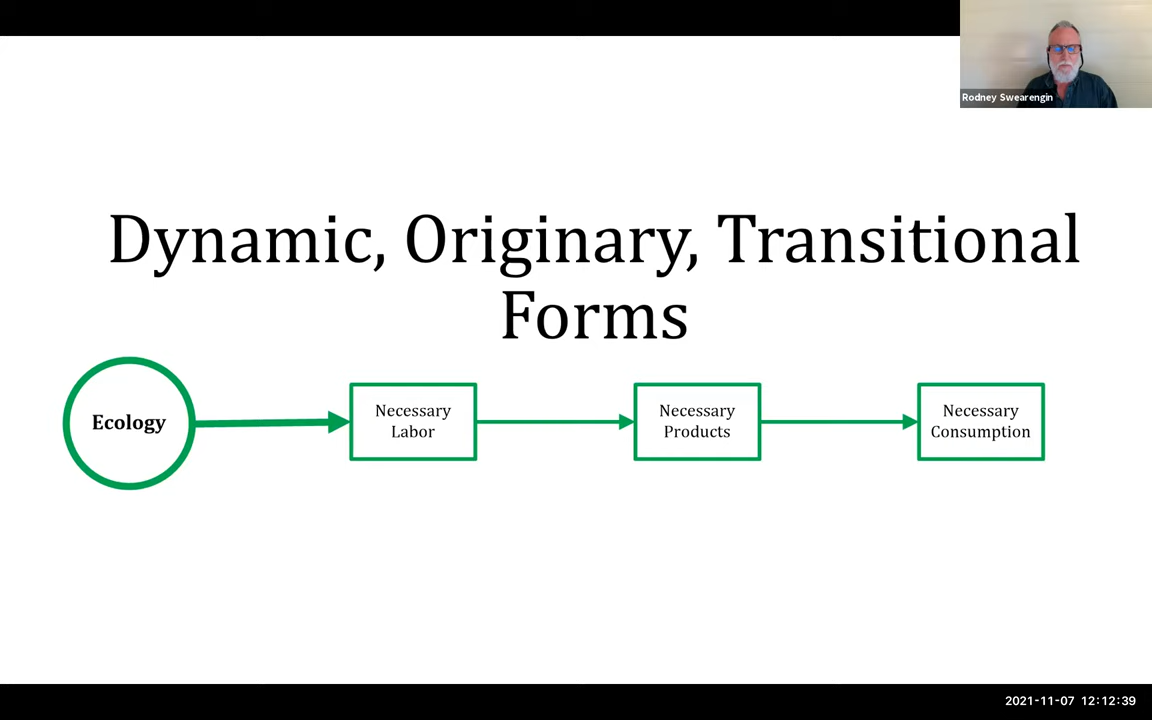 Rodney Swearengin
Dynamic, Originary, Transitional
Forms
Ecology
Necessary
Labor
Necessary
Products
Necessary
Consumption
2021-11-07 12:12:39